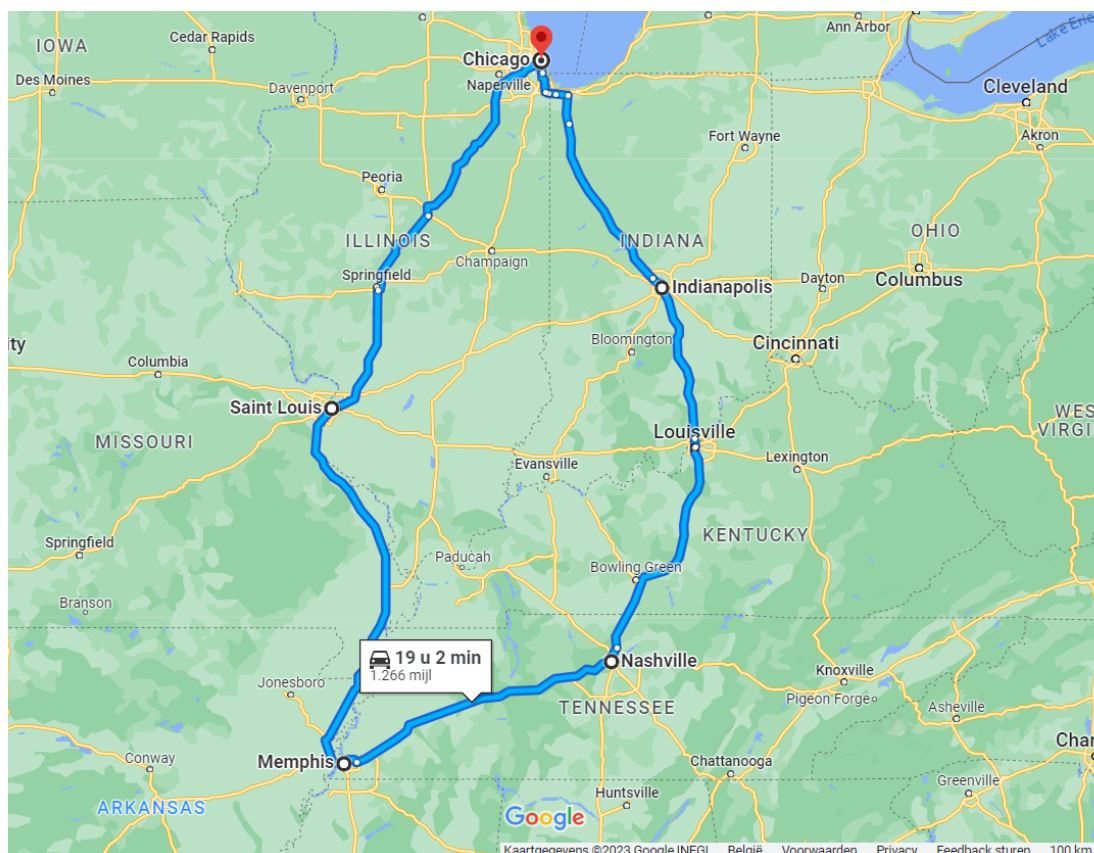 Ann Arbor
Lake Erie
IOWA
Cedar Rapids
Chicago
Des Moines
Davenport
Naperville
Cleveland
Akron
Fort Wayne
Peoria
ILLINOIS
INDIANA
OHIO
Champaign
Springfield
Indianapolis
Dayton
Columbus
Bloomington
Cincinnati
ty
Columbia
Saint Louis
MISSOURI
Louisville
WES
VIRGI
Evansville
Lexington
Springfield
KENTUCKY
Paducah
Bowling Green
Branson
19 u 2 min
1.266 mijl
Nashville
Jonesboro
Knoxville
Pigeon Forge
TENNESSEE
Asheville
Memphis
Conway
Chattanooga
Char
ARKANSAS
Huntsville
Greenville
Google
Kaartgegevens ©2023 Google, INEGI België Voorwaarden Privacy Feedback sturen 100 km